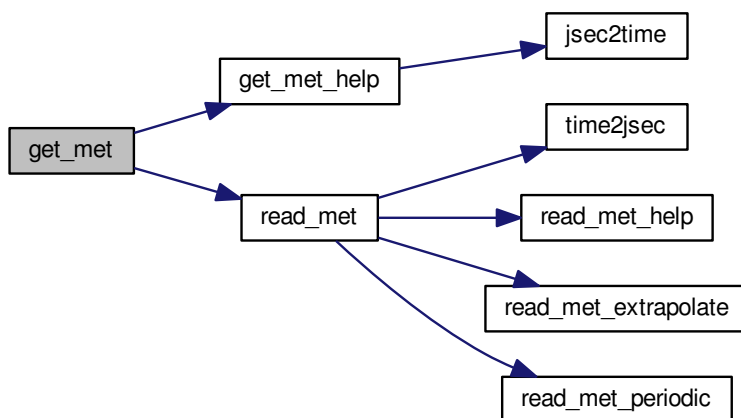 jsec2time
get_met_help
time2jsec
get_met
read_met
read_met_help
read_met_extrapolate
read_met_periodic